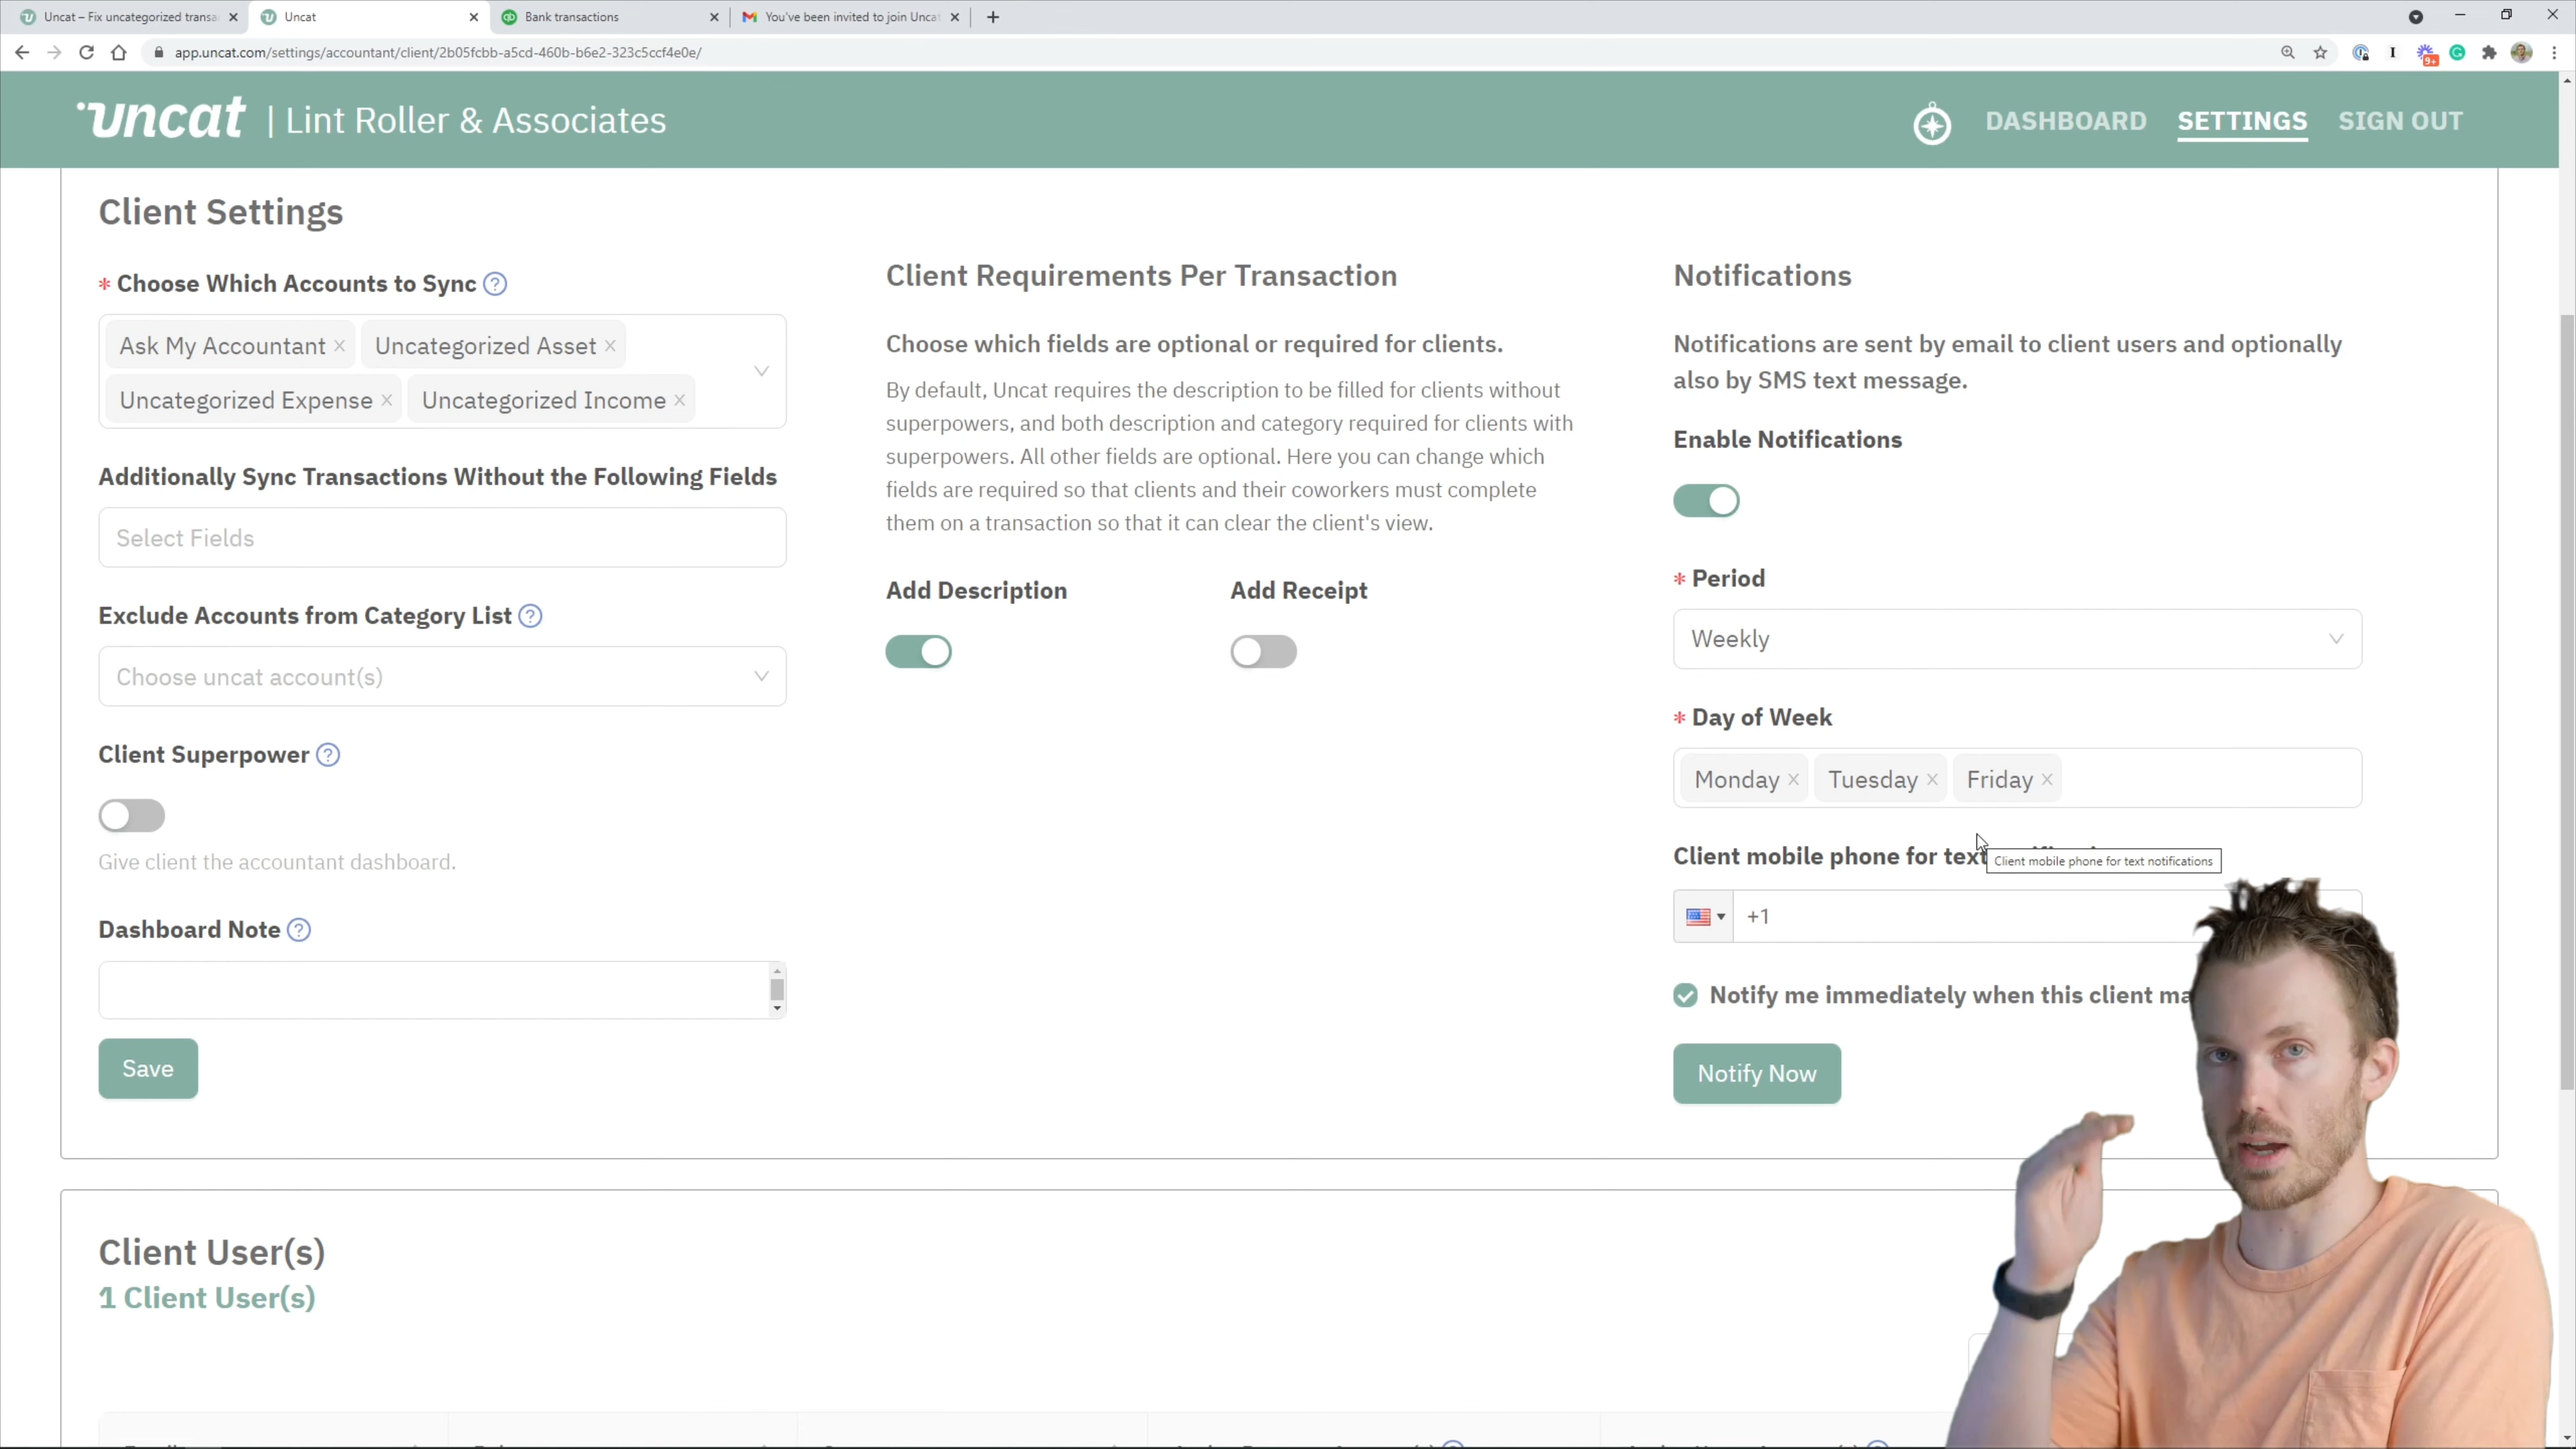 Uncat – Fix uncategorized transa
Uncat
Bank transactions
You've been invited to join Uncat
app.uncat.com/settings/accountant/client/2b05fcbb-a5cd-460b-b6e2-323c5ccf4e0e/
9+
uncat | Lint Roller & Associates
DASHBOARD
SETTINGS
SIGN OUT
Client Settings
* Choose Which Accounts to Sync
Ask My Accountant
Uncategorized Asset
Uncategorized Expense
Uncategorized Income
Additionally Sync Transactions Without the Following Fields
Select Fields
Exclude Accounts from Category List
Choose uncat account(s)
Client Superpower
Give client the accountant dashboard.
Dashboard Note
Save
Client Requirements Per Transaction
Choose which fields are optional or required for clients.
By default, Uncat requires the description to be filled for clients without
superpowers, and both description and category required for clients with
superpowers. All other fields are optional. Here you can change which
fields are required so that clients and their coworkers must complete
them on a transaction so that it can clear the client's view.
Add Description
Add Receipt
Notifications
Notifications are sent by email to client users and optionally
also by SMS text message.
Enable Notifications
* Period
Weekly
* Day of Week
Monday
Tuesday
Friday
Client mobile phone for text
Client mobile phone for text notifications
+1
Notify me immediately when this client ma
Notify Now
Client User(s)
1 Client User(s)